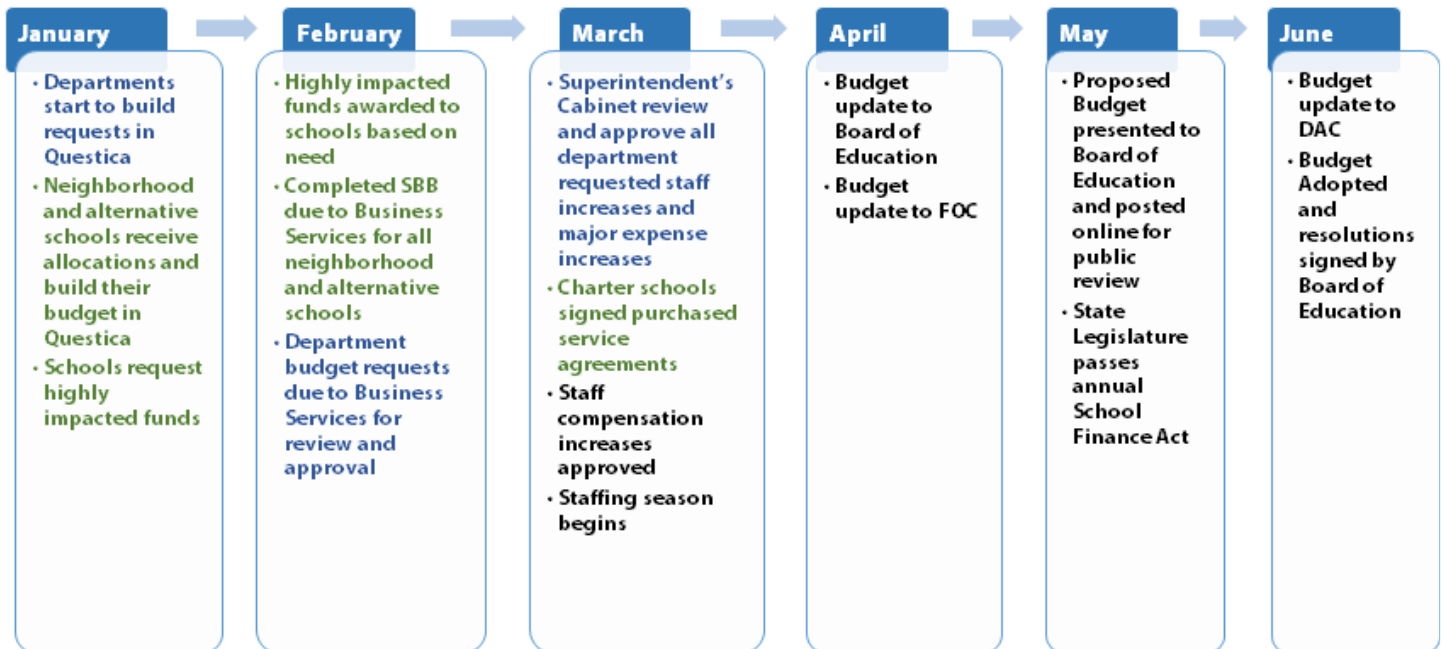 January
• Departments
start to build
requests in
Questica
• Neighborhood
and alternative
schools receive
allocations and
build their
budget in
Questica
• Schools request
highly
impacted funds
February
• Highly impacted
funds awarded to
schools based on
need
• Completed SBB
due to Business
Services for all
neighborhood
and alternative
schools
• Department
budget requests
due to Business
Services for
review and
approval
March
• Superintendent's
Cabinet review
and approve all
department
requested staff
increases and
major expense
increases
• Charter schools
signed purchased
service
agreements
• Staff
compensation
increases
approved
• Staffing season
begins
April
• Budget
update to
Board of
Education
• Budget
update to FOC
May
• Proposed
Budget
presented to
Board of
Education
and posted
online for
public
review
• State
Legislature
passes
annual
School
Finance Act
June
• Budget
update to
DAC
• Budget
Adopted
and
resolutions
signed by
Board of
Education